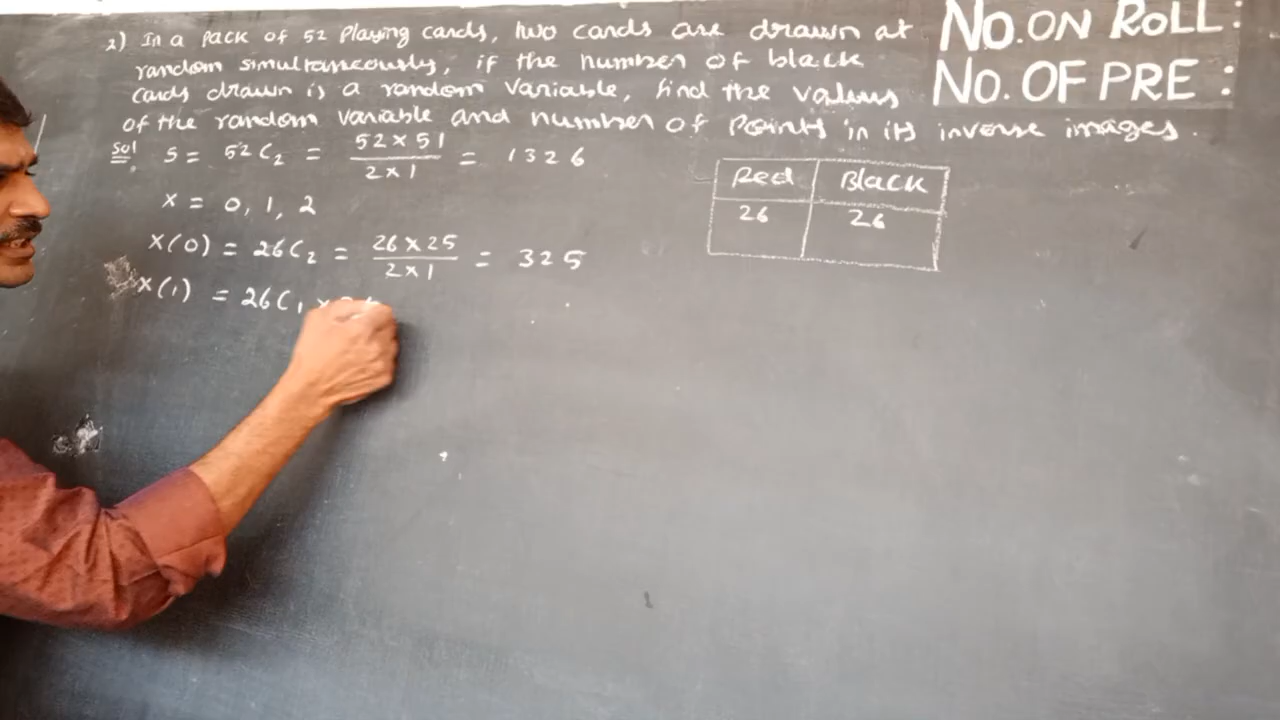 2) In a pack of 52 playing cards, two cards are drawn at
random simultaneously, if the number of black
cards drawn is a random variable, find the values
of the random variable and number of points in its inverse images.
No. ON ROLL:
No. OF PRE :
Sol
S = 52C₂ = 52 × 51 / 2 × 1 = 1326
X = 0, 1, 2
X(0) = 26C₂ = 26 × 25 / 2 × 1 = 325
X(1) = 26C₁ ×
Red Black
26 26